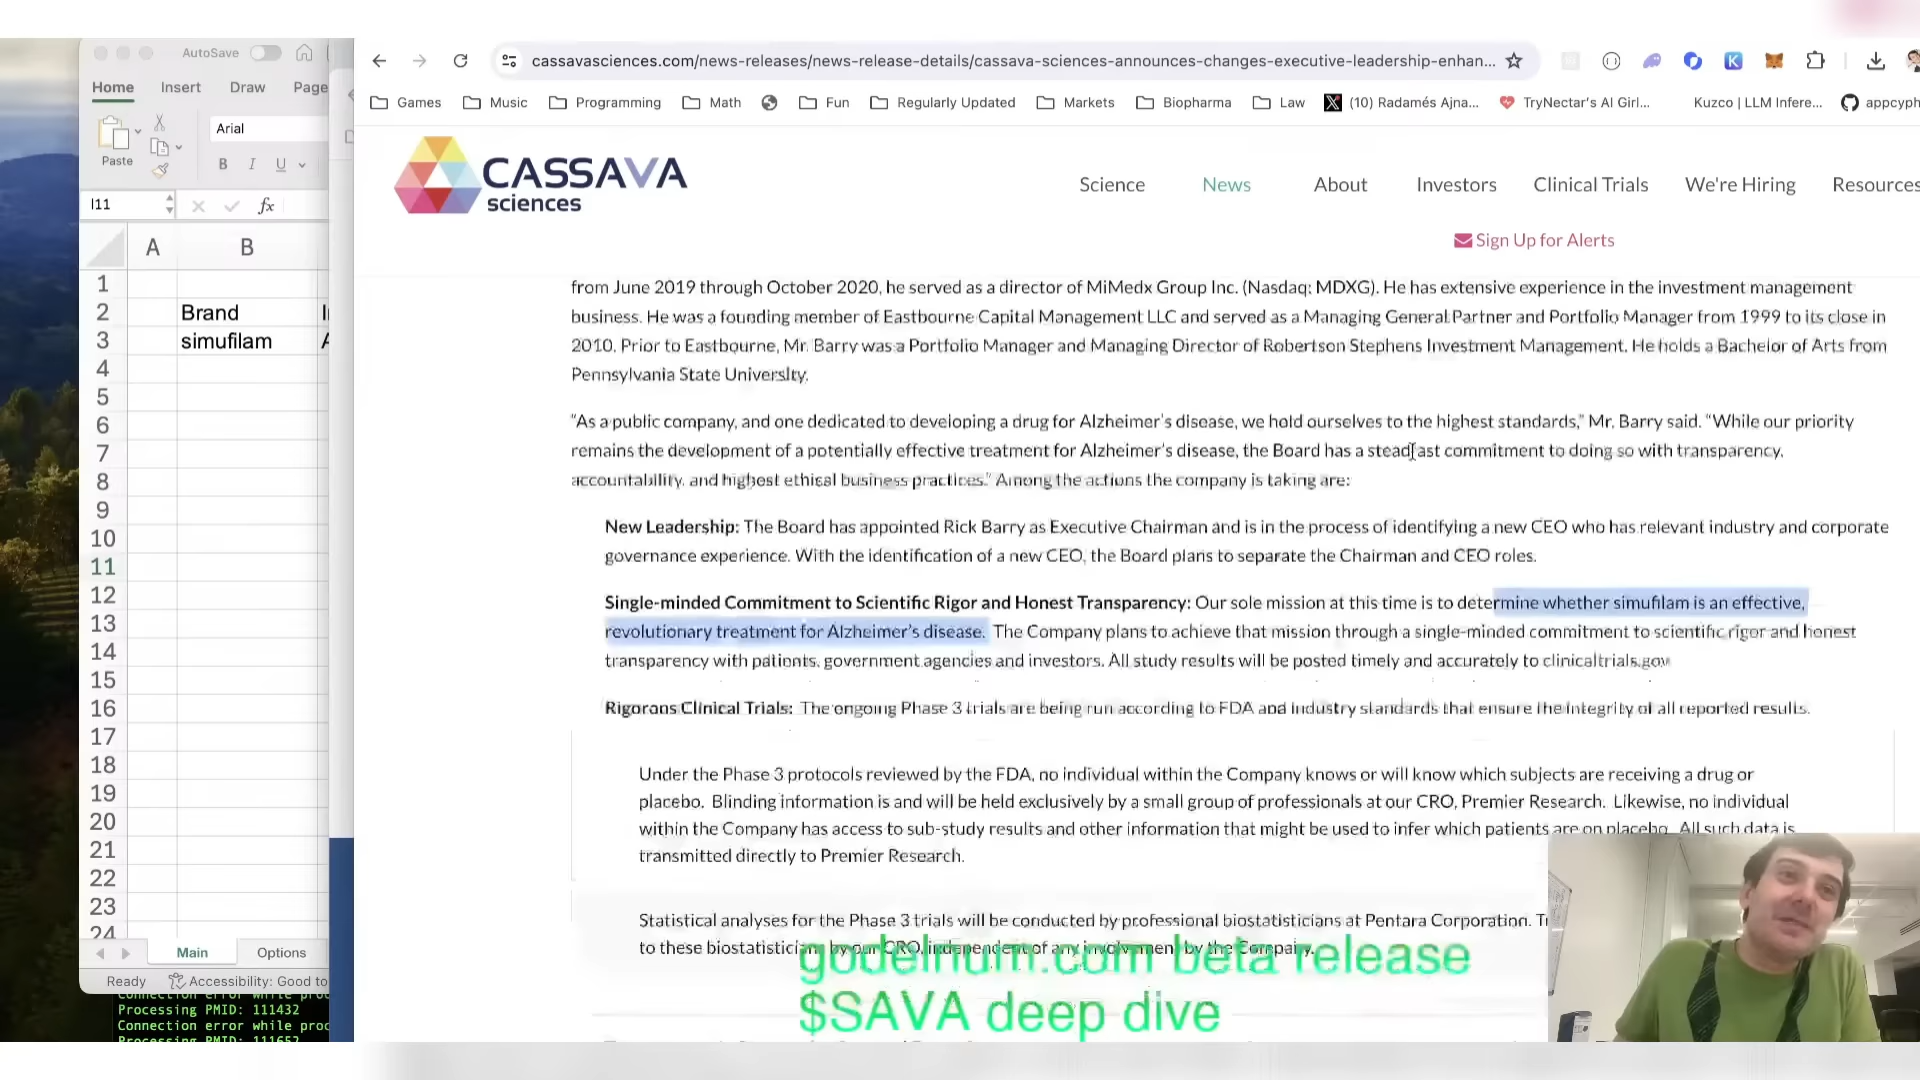 AutoSave
Home Insert Draw Page
Paste
Arial
B I U
I11
fx
A B
1
2 Brand
3 simufilam
4
5
6
7
8
9
10
11
12
13
14
15
16
17
18
19
20
21
22
23
24
Main Options
Ready Accessibility: Good to
Processing PMID: 111432
Connection error while proc
Processing PMID: 111652
cassavasciences.com/news-releases/news-release-details/cassava-sciences-announces-changes-executive-leadership-enhan...
Games Music Programming Math Fun Regularly Updated Markets Biopharma Law (10) Radamés Ajna... TryNectar's AI Girl... Kuzco | LLM Infere... appcyph
CASSAVA
sciences
Science News About Investors Clinical Trials We're Hiring Resources
Sign Up for Alerts
from June 2019 through October 2020, he served as a director of MiMedx Group Inc. (Nasdaq: MDXG). He has extensive experience in the investment management
business. He was a founding member of Eastbourne Capital Management LLC and served as a Managing General Partner and Portfolio Manager from 1999 to its close in
2010. Prior to Eastbourne, Mr. Barry was a Portfolio Manager and Managing Director of Robertson Stephens Investment Management. He holds a Bachelor of Arts from
Pennsylvania State University.
“As a public company, and one dedicated to developing a drug for Alzheimer’s disease, we hold ourselves to the highest standards,” Mr. Barry said. “While our priority
remains the development of a potentially effective treatment for Alzheimer’s disease, the Board has a steadfast commitment to doing so with transparency,
accountability, and highest ethical business practices.” Among the actions the company is taking are:
New Leadership: The Board has appointed Rick Barry as Executive Chairman and is in the process of identifying a new CEO who has relevant industry and corporate
governance experience. With the identification of a new CEO, the Board plans to separate the Chairman and CEO roles.
Single-minded Commitment to Scientific Rigor and Honest Transparency: Our sole mission at this time is to determine whether simufilam is an effective,
revolutionary treatment for Alzheimer’s disease. The Company plans to achieve that mission through a single-minded commitment to scientific rigor and honest
transparency with patients, government agencies and investors. All study results will be posted timely and accurately to clinicaltrials.gov
Rigorous Clinical Trials: The ongoing Phase 3 trials are being run according to FDA and industry standards that ensure the integrity of all reported results.
Under the Phase 3 protocols reviewed by the FDA, no individual within the Company knows or will know which subjects are receiving a drug or
placebo. Blinding information is and will be held exclusively by a small group of professionals at our CRO, Premier Research. Likewise, no individual
within the Company has access to sub-study results and other information that might be used to infer which patients are on placebo. All such data is
transmitted directly to Premier Research.
Statistical analyses for the Phase 3 trials will be conducted by professional biostatisticians at Pentara Corporation.
to these biostatisticians by our CRO, independent of any involvement by the Company.
godelnum.com beta release
$SAVA deep dive